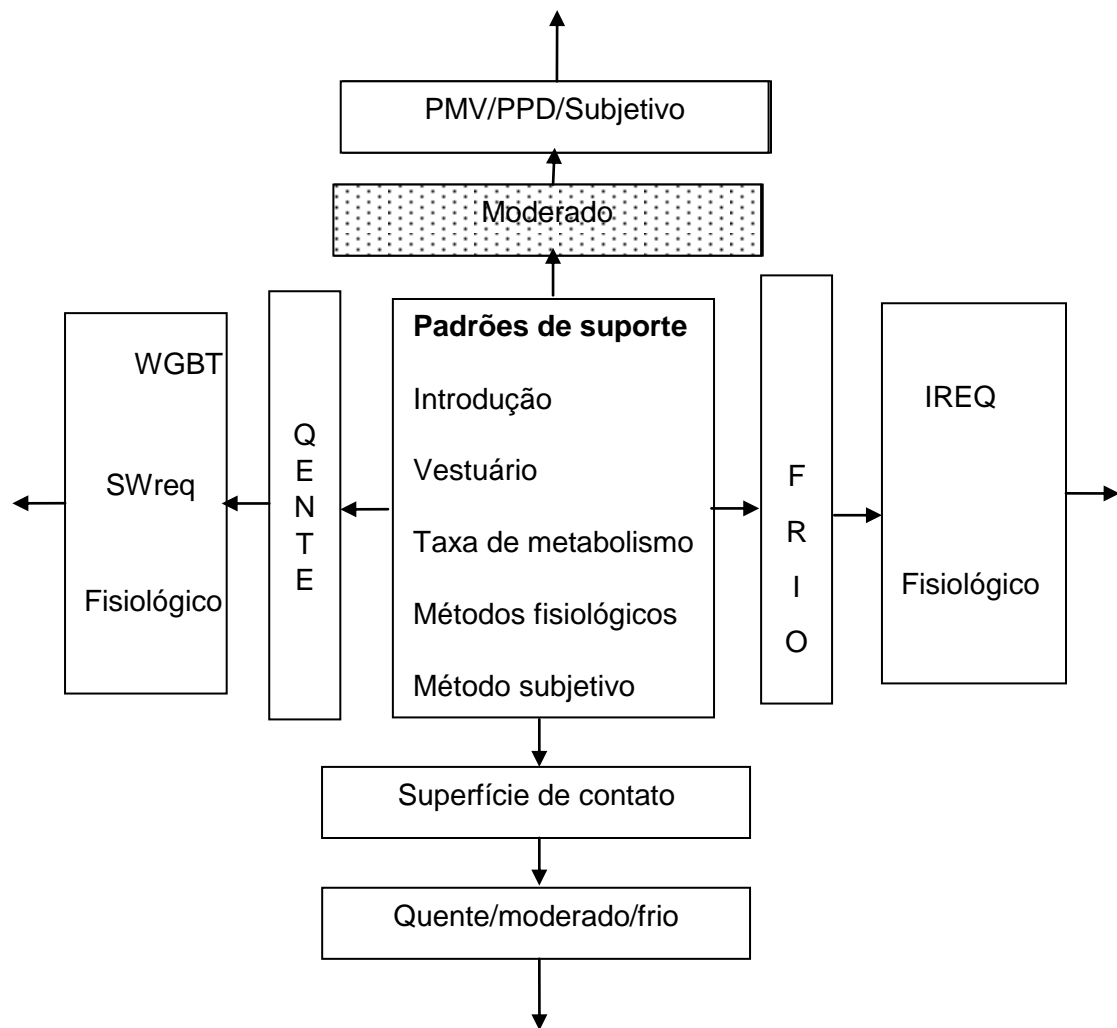 PMV/PPD/Subjetivo
Moderado
WGBT
SWreq
Fisiológico
Q
E
N
T
E
Padrões de suporte
Introdução
Vestuário
Taxa de metabolismo
Métodos fisiológicos
Método subjetivo
F
R
I
O
IREQ
Fisiológico
Superfície de contato
Quente/moderado/frio